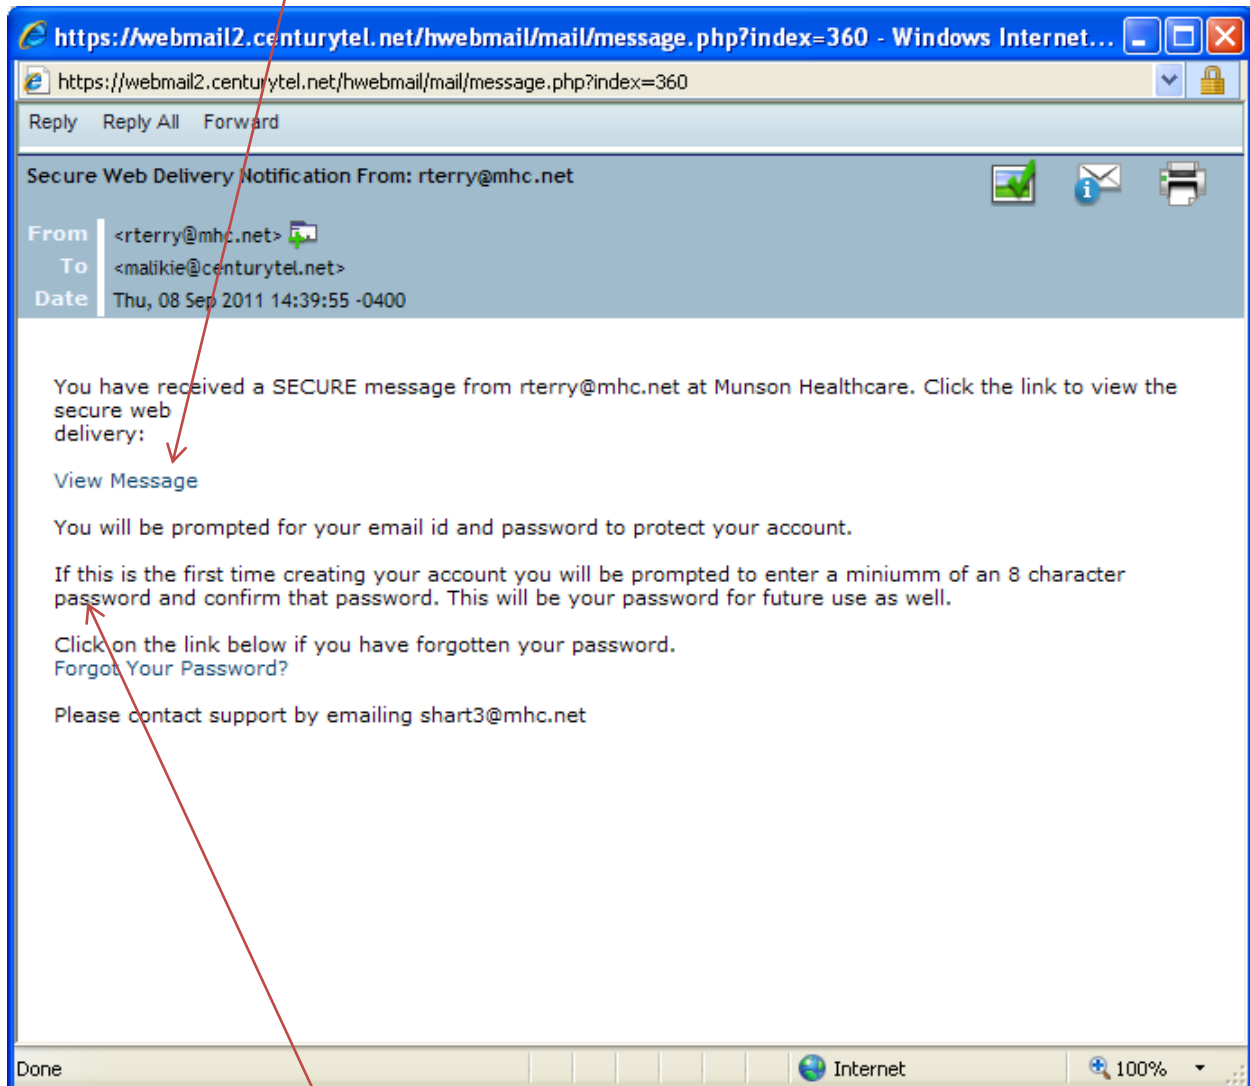 https://webmail2.centurytel.net/hwebmail/mail/message.php?index=360 - Windows Internet...
https://webmail2.centurytel.net/hwebmail/mail/message.php?index=360
Reply Reply All Forward
Secure Web Delivery Notification From: rterry@mhc.net
From <rterry@mhc.net>
To <malikie@centurytel.net>
Date Thu, 08 Sep 2011 14:39:55 -0400
You have received a SECURE message from rterry@mhc.net at Munson Healthcare. Click the link to view the
secure web
delivery:
View Message
You will be prompted for your email id and password to protect your account.
If this is the first time creating your account you will be prompted to enter a miniumm of an 8 character
password and confirm that password. This will be your password for future use as well.
Click on the link below if you have forgotten your password.
Forgot Your Password?
Please contact support by emailing shart3@mhc.net
Done Internet 100%